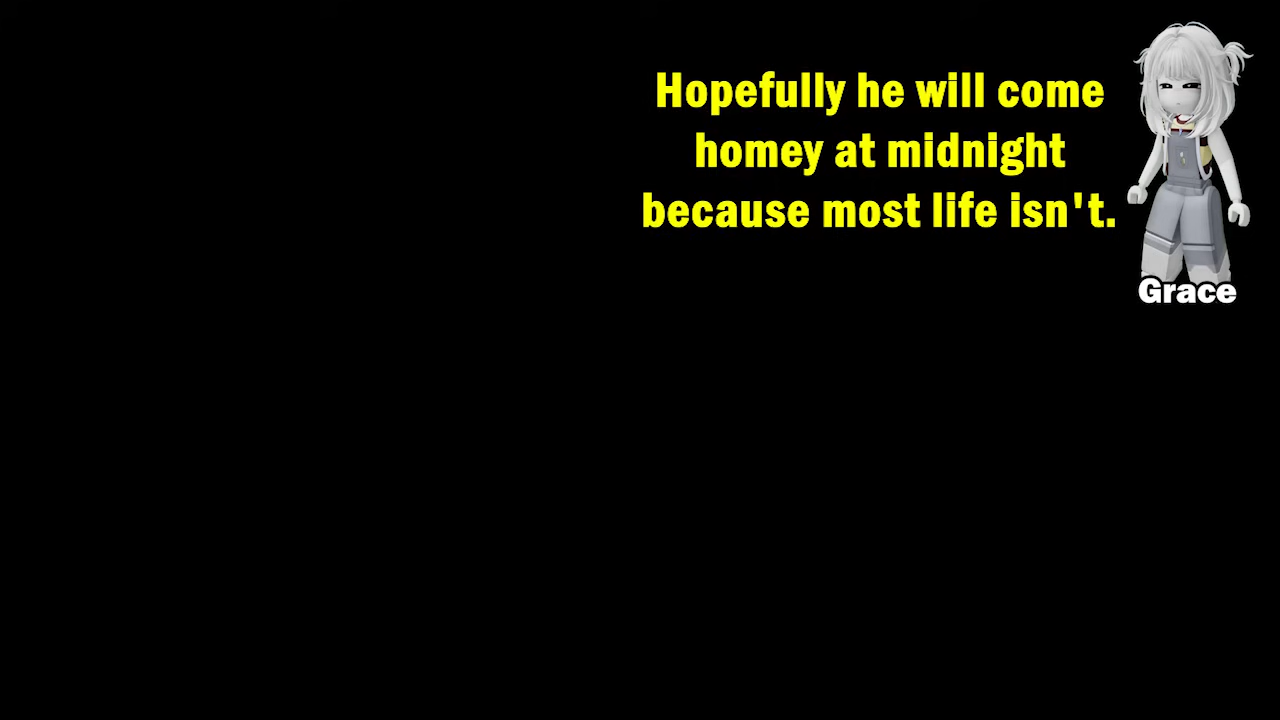 Hopefully he will come
homey at midnight
because most life isn't.
Grace